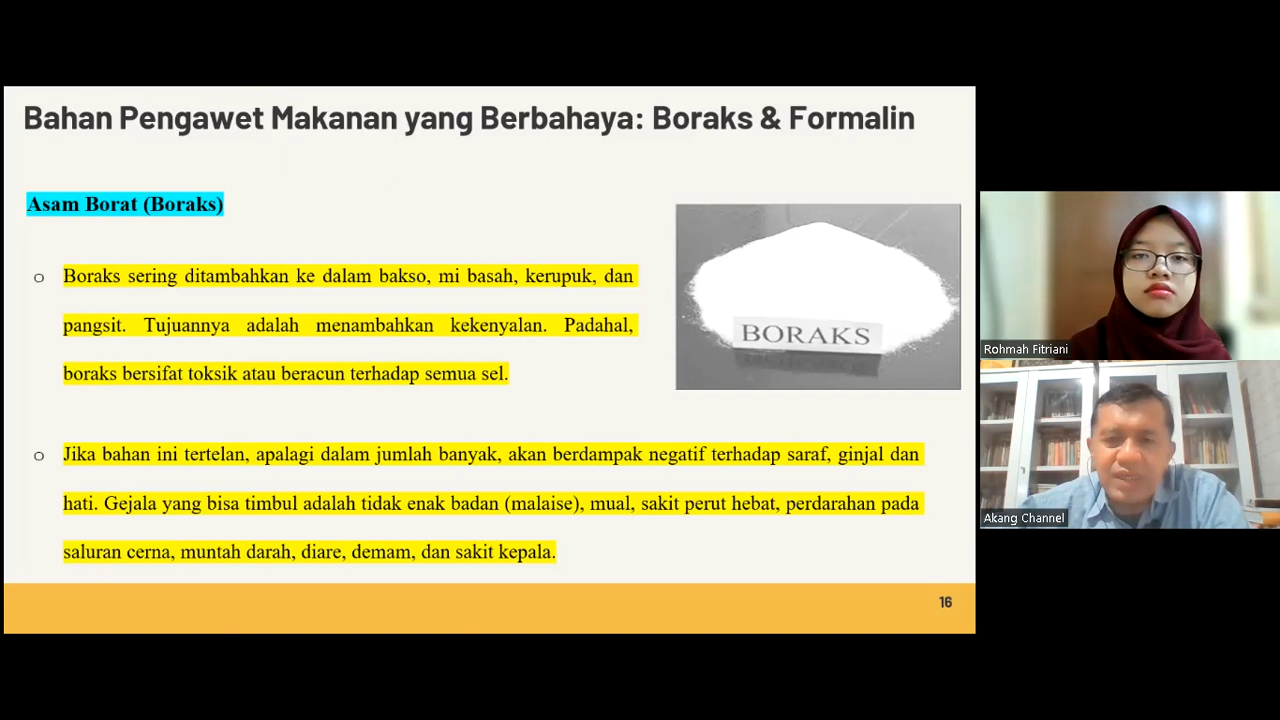 Bahan Pengawet Makanan yang Berbahaya: Boraks & Formalin
Asam Borat (Boraks)
o Boraks sering ditambahkan ke dalam bakso, mi basah, kerupuk, dan
pangsit. Tujuannya adalah menambahkan kekenyalan. Padahal,
boraks bersifat toksik atau beracun terhadap semua sel.
BORAKS
o Jika bahan ini tertelan, apalagi dalam jumlah banyak, akan berdampak negatif terhadap saraf, ginjal dan
hati. Gejala yang bisa timbul adalah tidak enak badan (malaise), mual, sakit perut hebat, perdarahan pada
saluran cerna, muntah darah, diare, demam, dan sakit kepala.
16
Rohmah Fitriani
Akang Channel